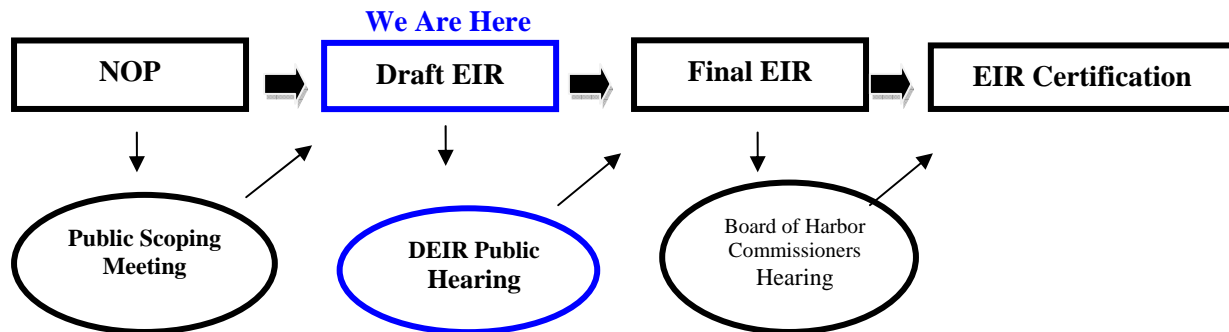 We Are Here
NOP
Draft EIR
Final EIR
EIR Certification
Public Scoping
Meeting
DEIR Public
Hearing
Board of Harbor
Commissioners
Hearing